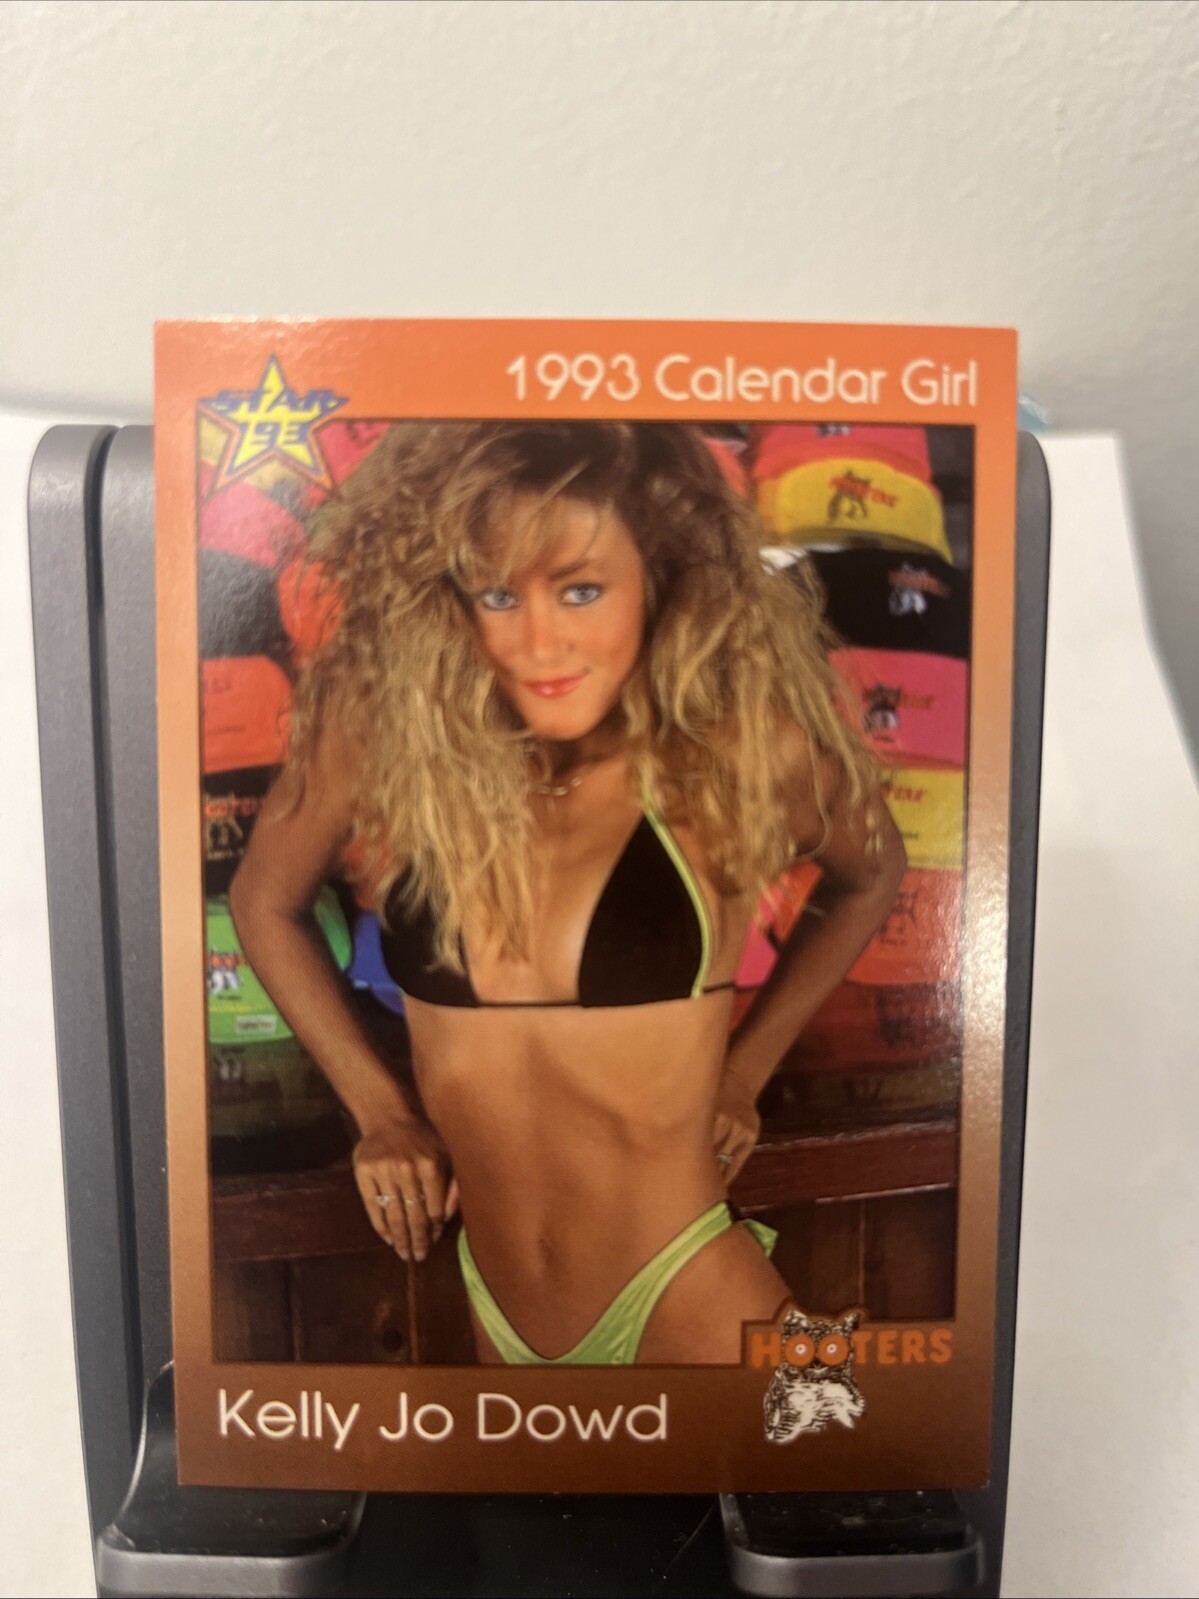 1993 Calendar Girl
STAR
93
HOOTERS
Kelly Jo Dowd